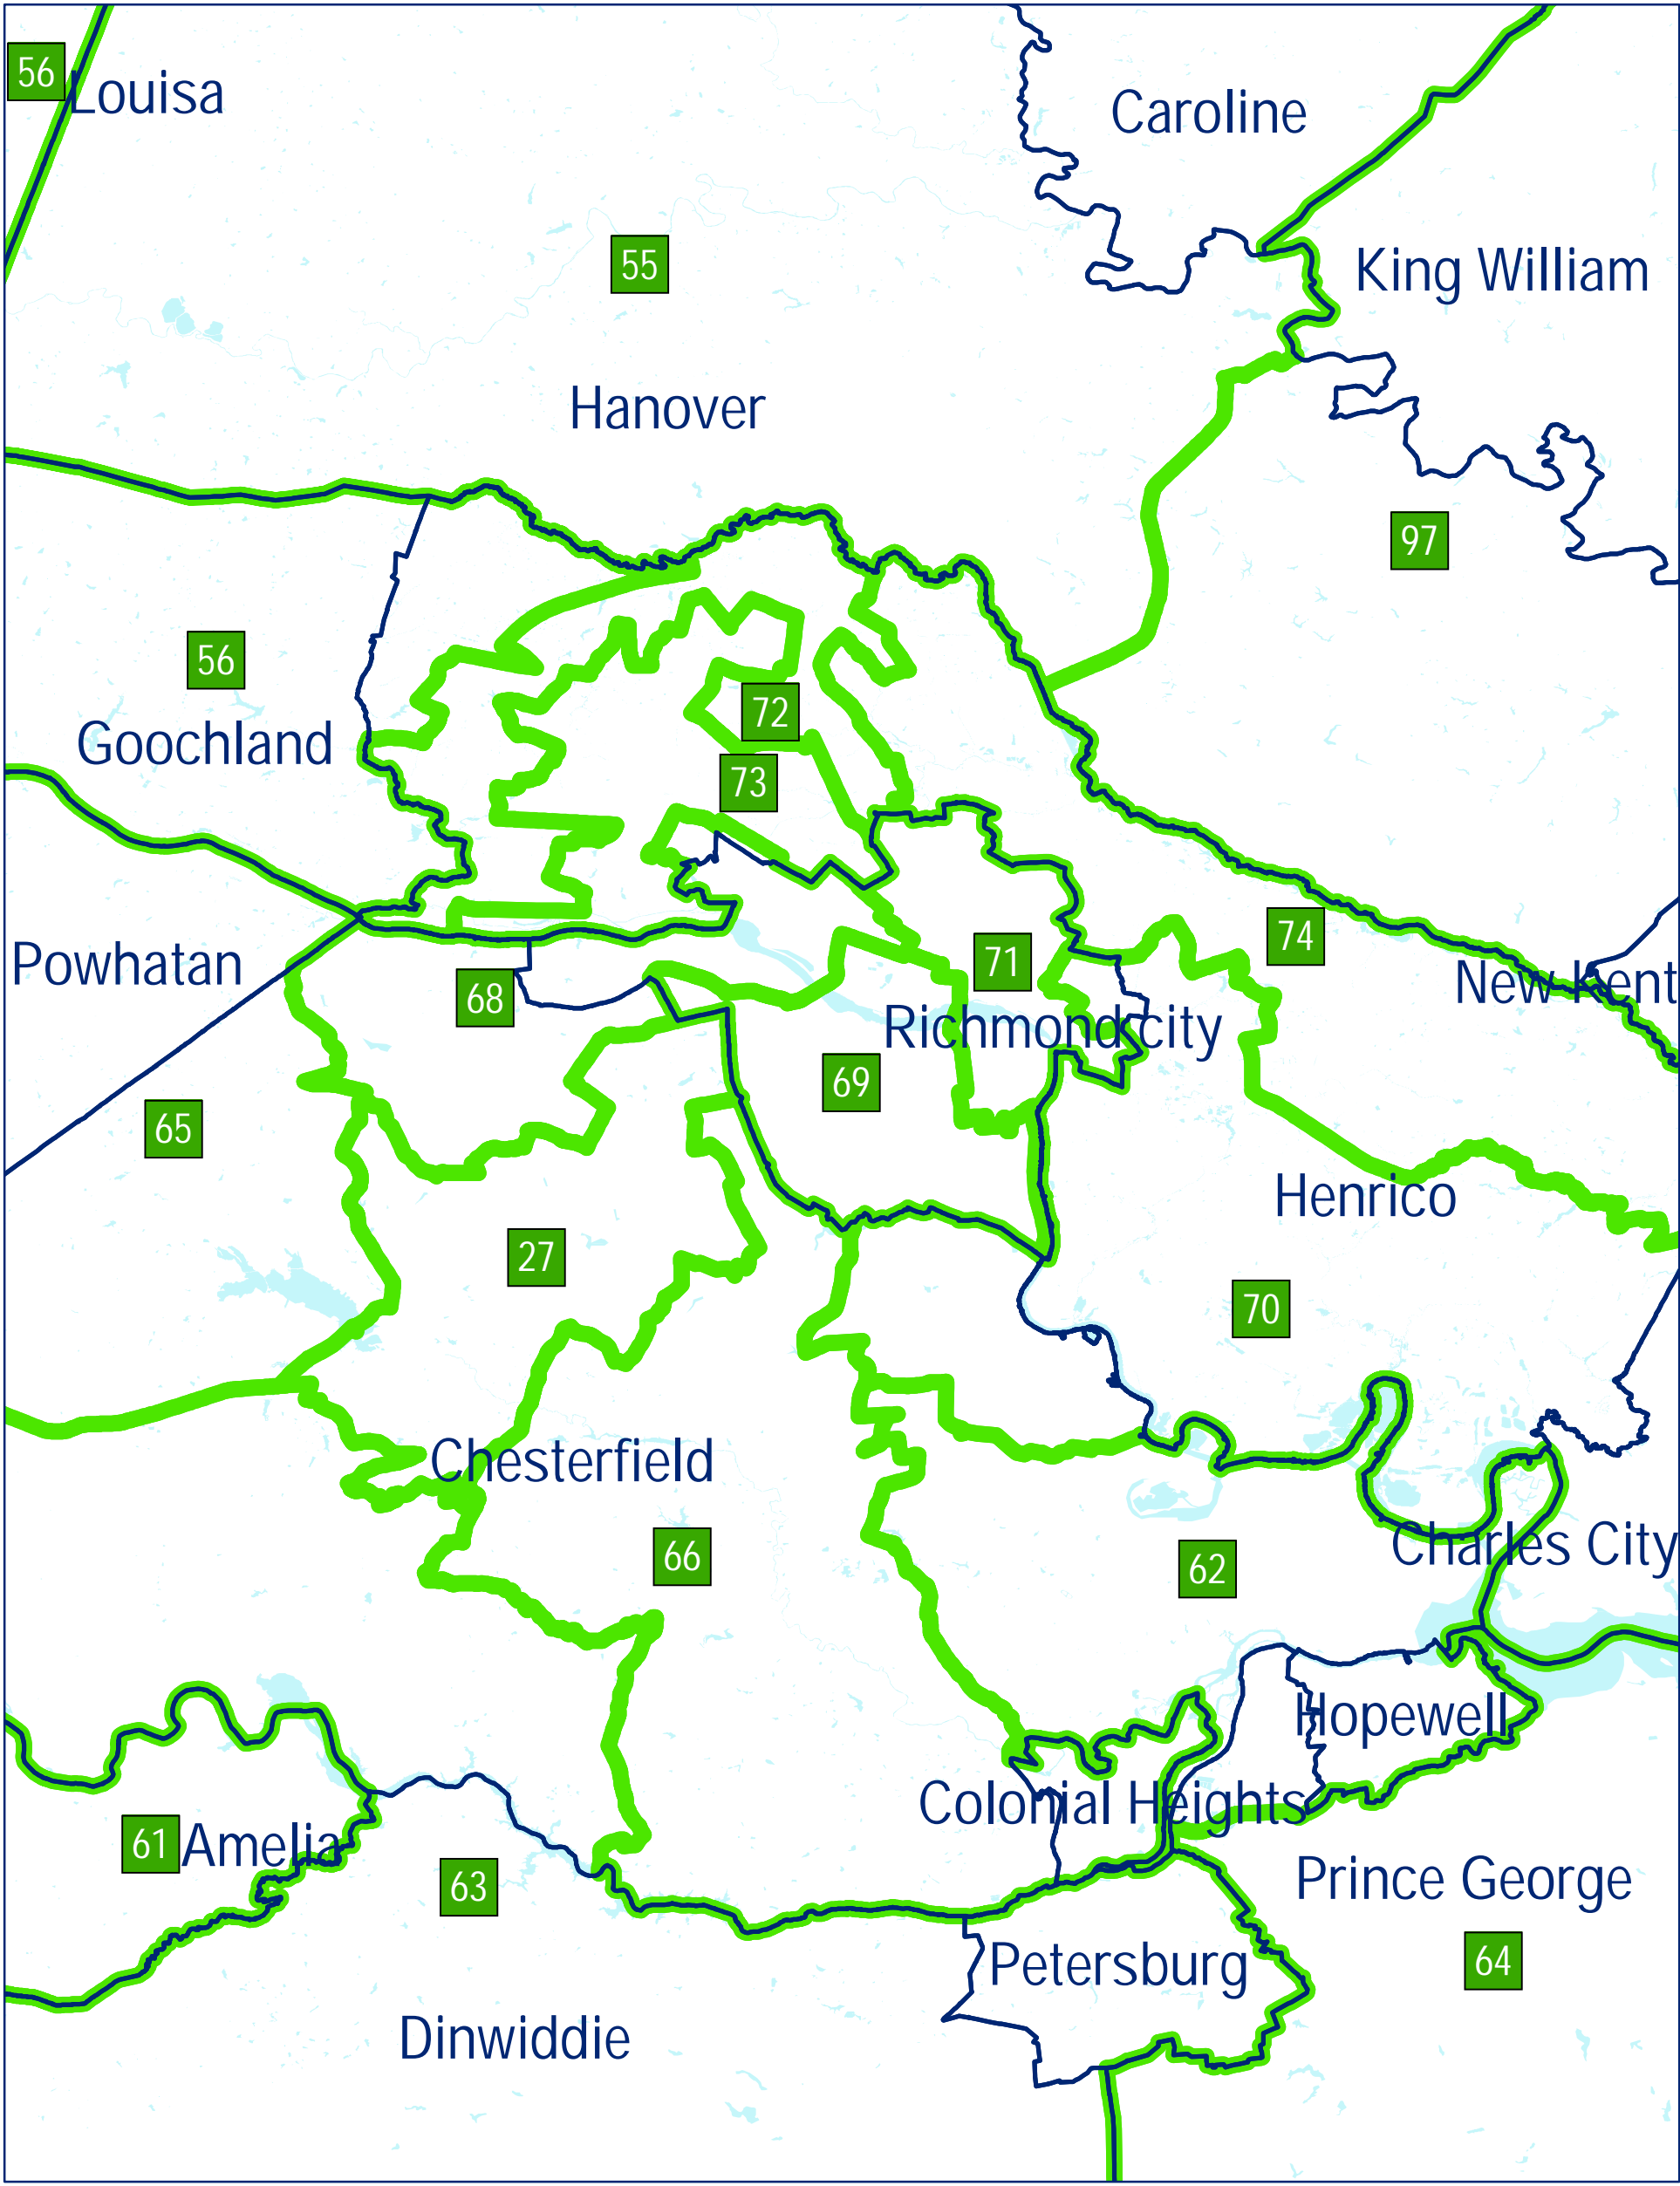 56
Louisa
Caroline
55
King William
Hanover
97
56
72
Goochland
73
74
Powhatan
71
68
New Kent
Richmond city
69
65
Henrico
27
70
Chesterfield
66
62
Charles City
Hopewell
Colonial Heights
61
Amelia
63
Prince George
64
Petersburg
Dinwiddie